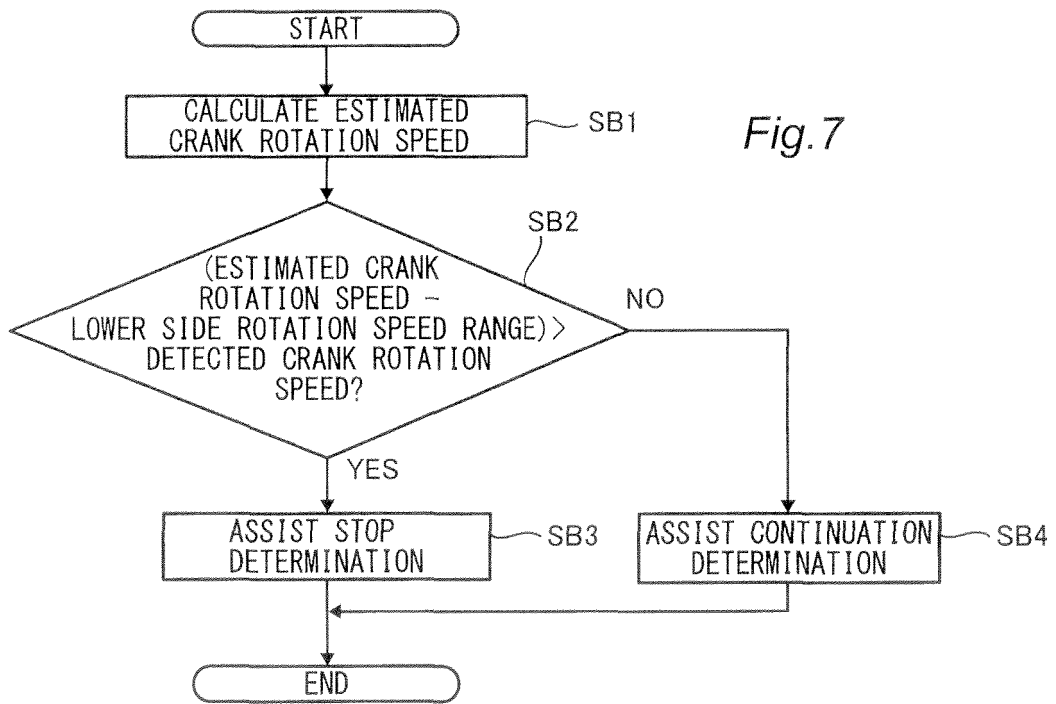 START
CALCULATE ESTIMATED
CRANK ROTATION SPEED
SB1
Fig.7
SB2
(ESTIMATED CRANK
ROTATION SPEED -
LOWER SIDE ROTATION SPEED RANGE)>
DETECTED CRANK ROTATION
SPEED?
NO
YES
ASSIST STOP
DETERMINATION
SB3
ASSIST CONTINUATION
DETERMINATION
SB4
END